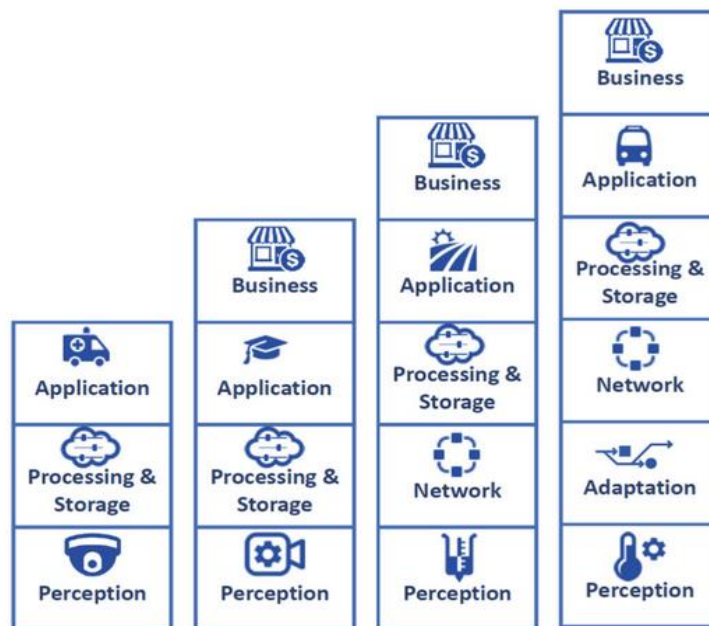 Application
Processing &
Storage
Perception
Business
Application
Processing &
Storage
Perception
Business
Application
Processing &
Storage
Network
Perception
Business
Application
Processing &
Storage
Network
Adaptation
Perception